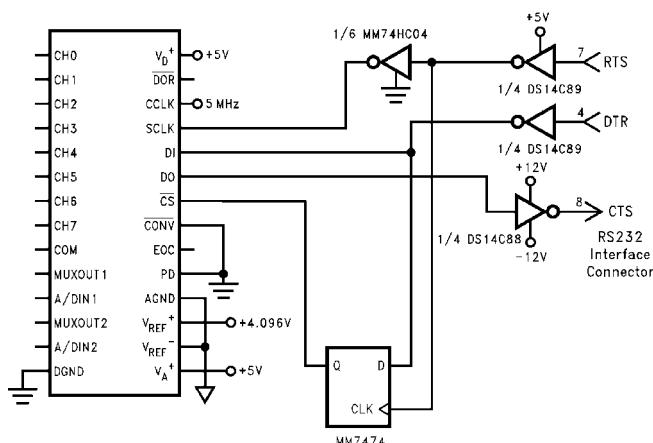 1/6 MM74HC04
+5V
7
RTS
1/4 DS14C89
4
DTR
1/4 DS14C89
+12V
8
CTS
1/4 DS14C88
-12V
RS232
Interface
Connector
CH0
CH1
CH2
CH3
CH4
CH5
CH6
CH7
COM
MUXOUT1
A/DIN1
MUXOUT2
A/DIN2
DGND
VD+
+5V
DOR
CCLK
5 MHz
SCLK
DI
DO
CS
CONV
EOC
PD
AGND
VREF+
+4.096V
VREF-
VA+
+5V
Q
D
CLK
MM7474